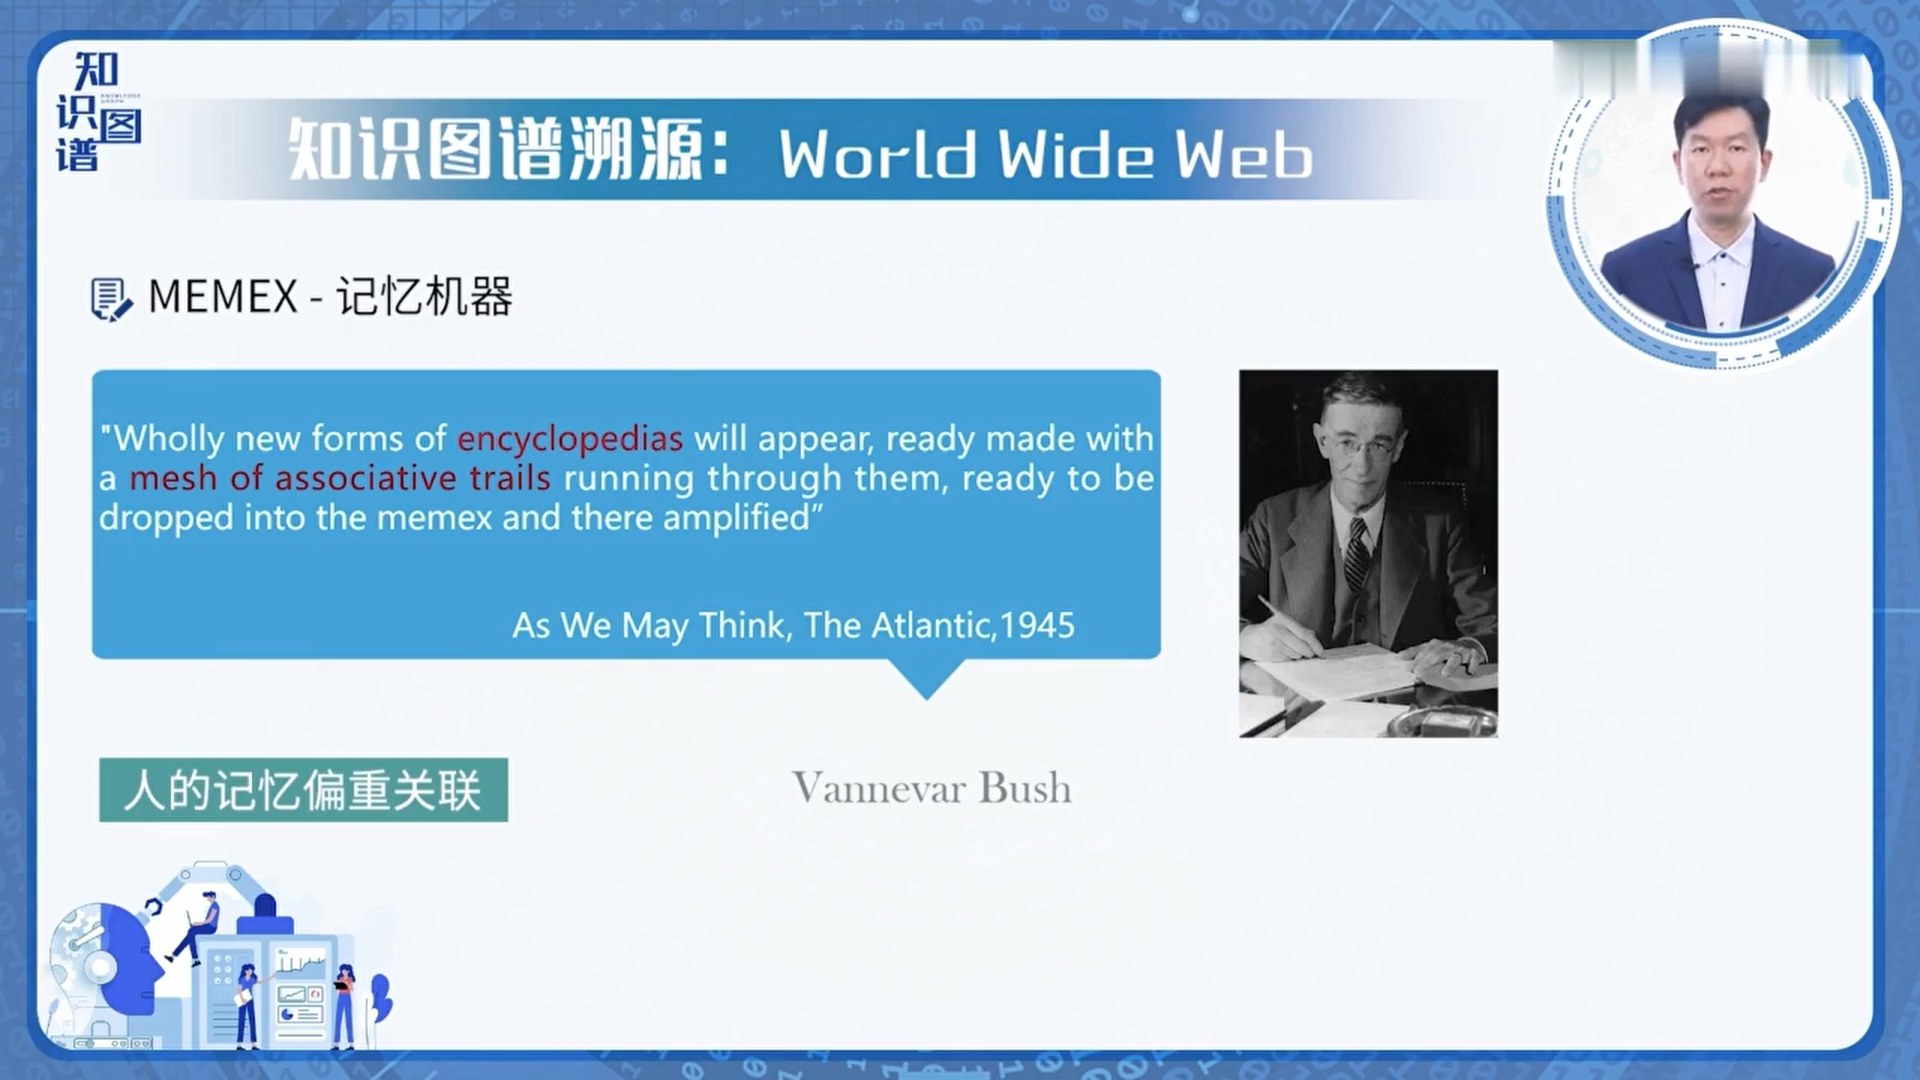 知
识图
谱
知识图谱溯源：World Wide Web
MEMEX - 记忆机器
"Wholly new forms of encyclopedias will appear, ready made with
a mesh of associative trails running through them, ready to be
dropped into the memex and there amplified”
As We May Think, The Atlantic,1945
人的记忆偏重关联
Vannevar Bush